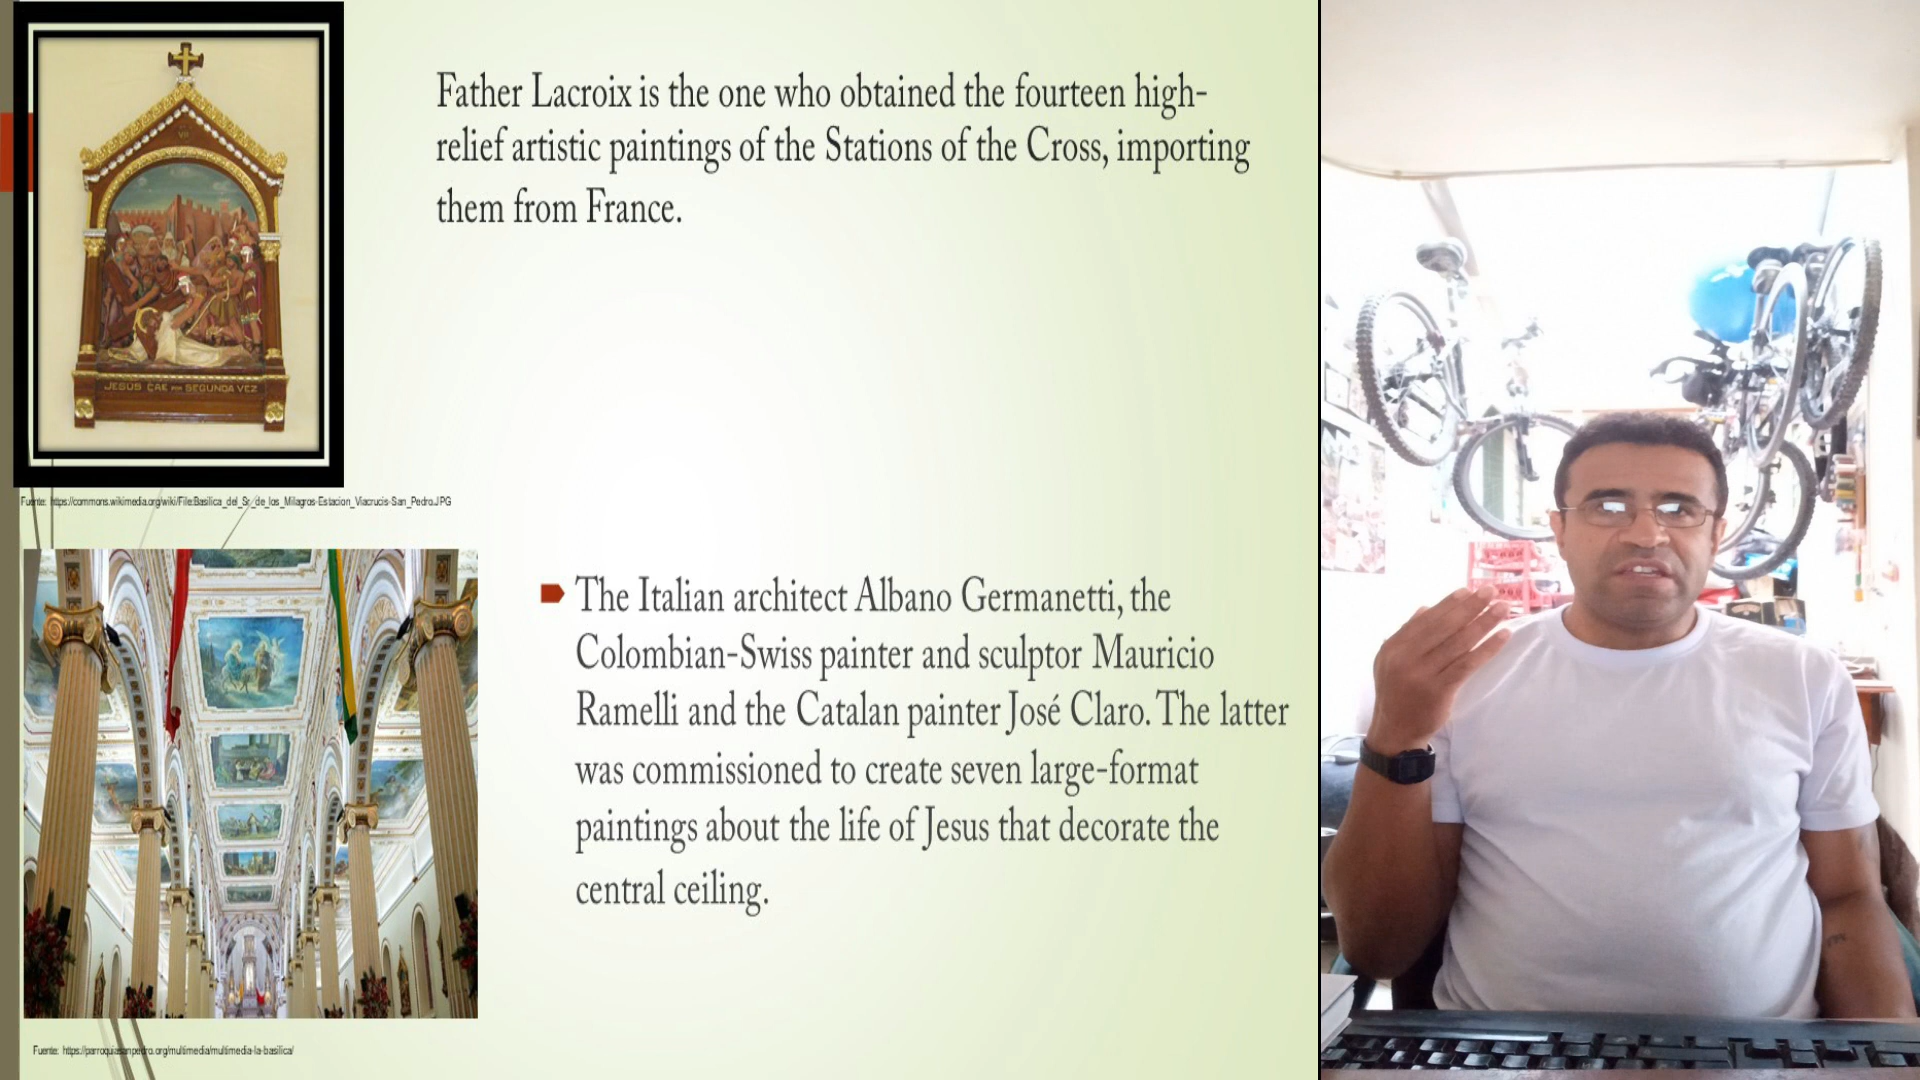 Father Lacroix is the one who obtained the fourteen high-
relief artistic paintings of the Stations of the Cross, importing
them from France.
JESUS CAE POR SEGUNDA VEZ
Fuente: https://commons.wikimedia.org/wiki/File:Basilica_del_Sr_de_los_Milagros-Estacion_Viacrucis-San_Pedro.JPG
The Italian architect Albano Germanetti, the
Colombian-Swiss painter and sculptor Mauricio
Ramelli and the Catalan painter José Claro. The latter
was commissioned to create seven large-format
paintings about the life of Jesus that decorate the
central ceiling.
Fuente: https://parroquiasanpedro.org/multimedia/multimedia-la-basilica/